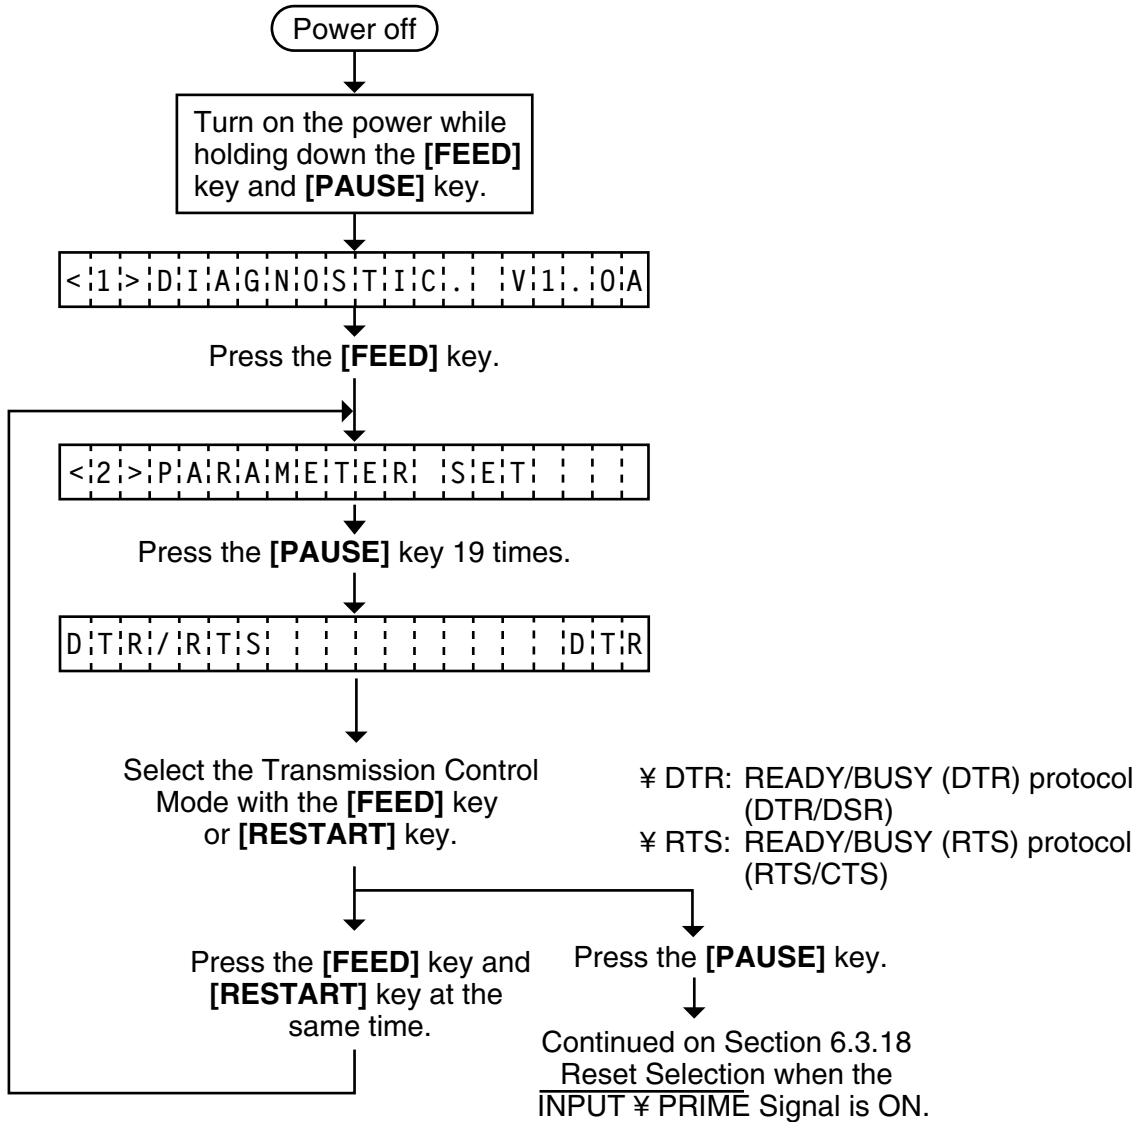 Power off
Turn on the power while
holding down the [FEED]
key and [PAUSE] key.
<1>DIAGNOSTIC. V1.0A
Press the [FEED] key.
<2>PARAMETER SET
Press the [PAUSE] key 19 times.
DTR/RTS DTR
Select the Transmission Control
Mode with the [FEED] key
or [RESTART] key.
¥ DTR: READY/BUSY (DTR) protocol
(DTR/DSR)
¥ RTS: READY/BUSY (RTS) protocol
(RTS/CTS)
Press the [FEED] key and
[RESTART] key at the
same time.
Press the [PAUSE] key.
Continued on Section 6.3.18
Reset Selection when the
INPUT ¥ PRIME Signal is ON.